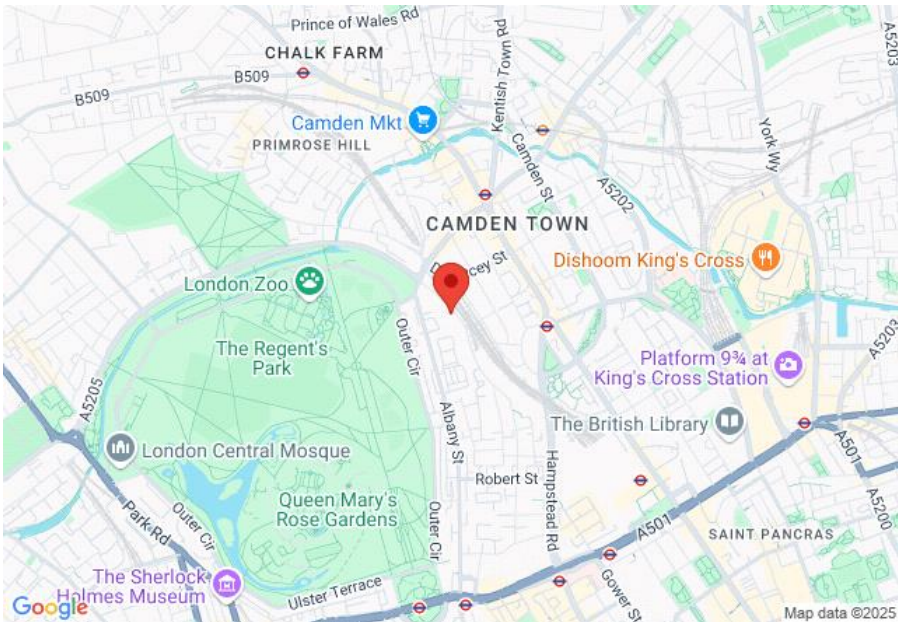 Prince of Wales Rd
CHALK FARM
B509
B509
Camden Mkt
PRIMROSE HILL
Kentish Town Rd
Camden St
A5202
York Wy
A5203
CAMDEN TOWN
cey St
Dishoom King's Cross
London Zoo
The Regent's
Park
Outer Cir
A5205
Platform 9¾ at
King's Cross Station
A5203
The British Library
London Central Mosque
Albany St
Robert St
Hampstead Rd
A501
A501
A5200
SAINT PANCRAS
Queen Mary's
Rose Gardens
Outer Cir
Outer Cir
Park Rd
The Sherlock
Holmes Museum
Ulster Terrace
Gower St
Google
Map data ©2025